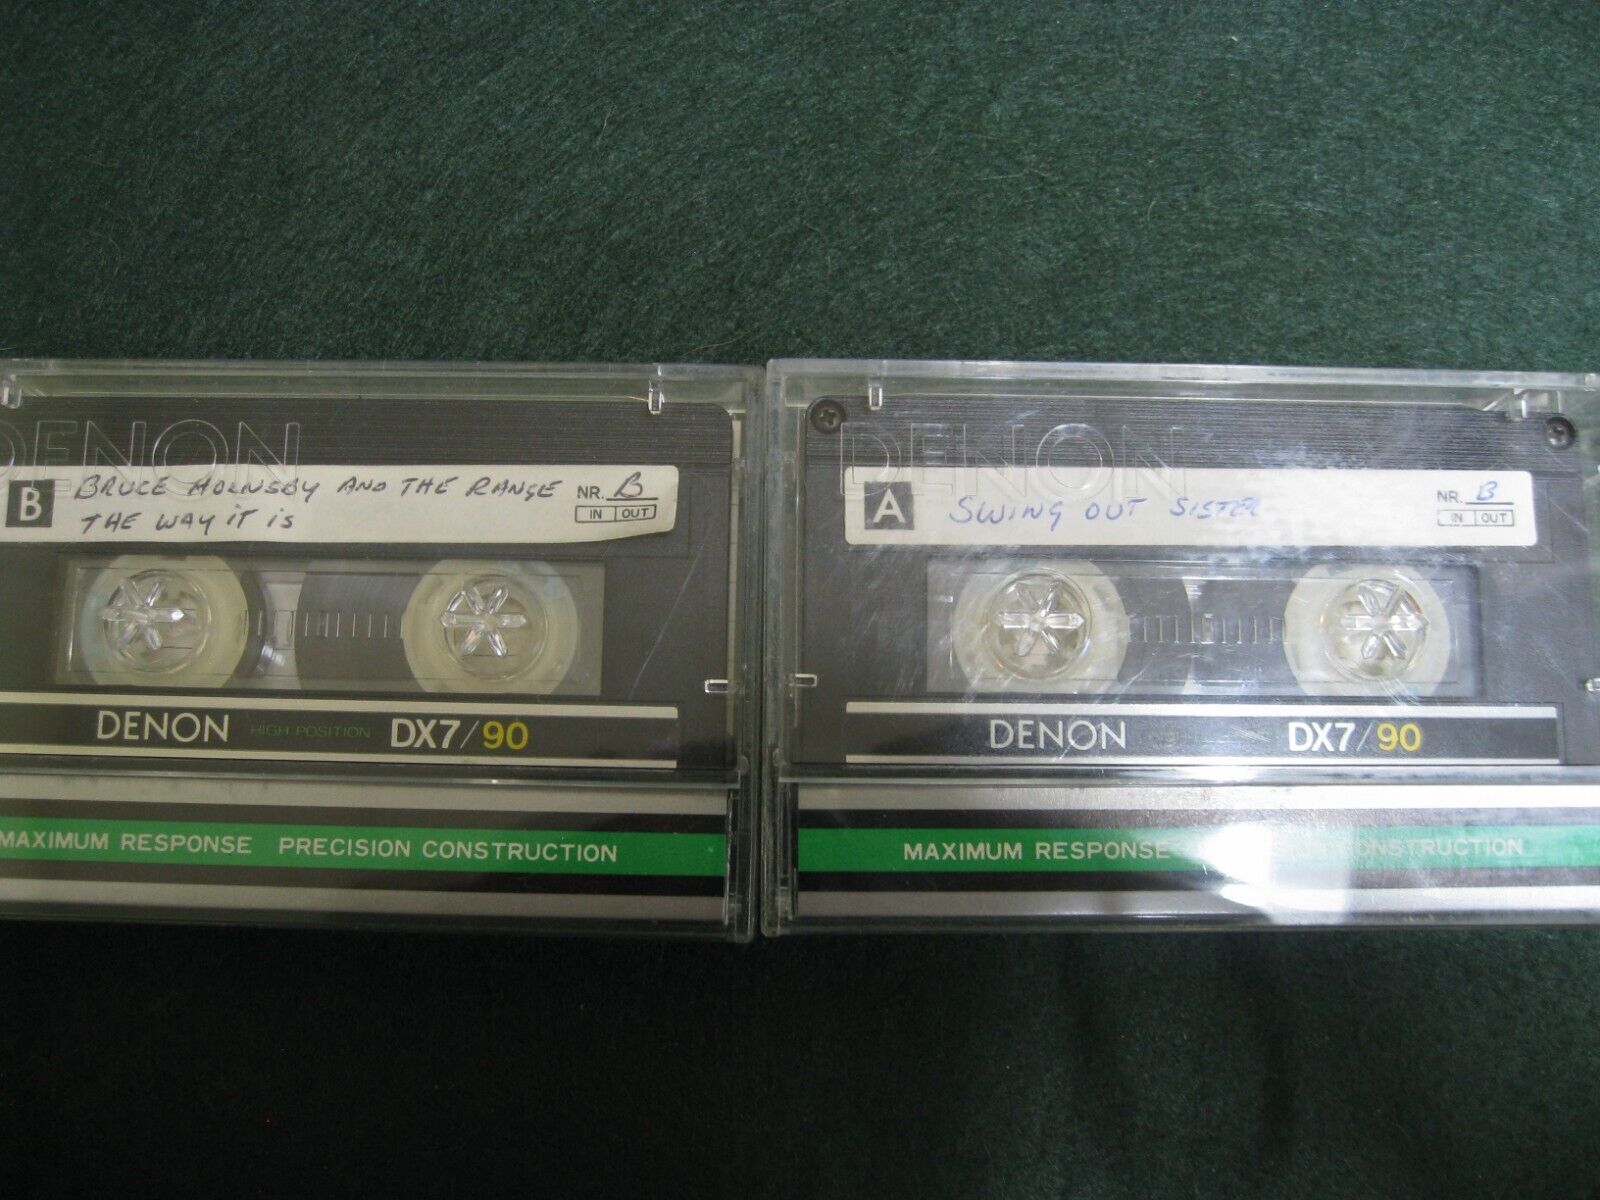 DENON
B BRUCE HORNSBY AND THE RANGE NR. B
THE WAY iT is IN OUT
DENON HIGH POSITION DX7/90
MAXIMUM RESPONSE PRECISION CONSTRUCTION
DENON
A SWING OUT SISTER NR. B
IN OUT
DENON DX7/90
MAXIMUM RESPONSE CONSTRUCTION